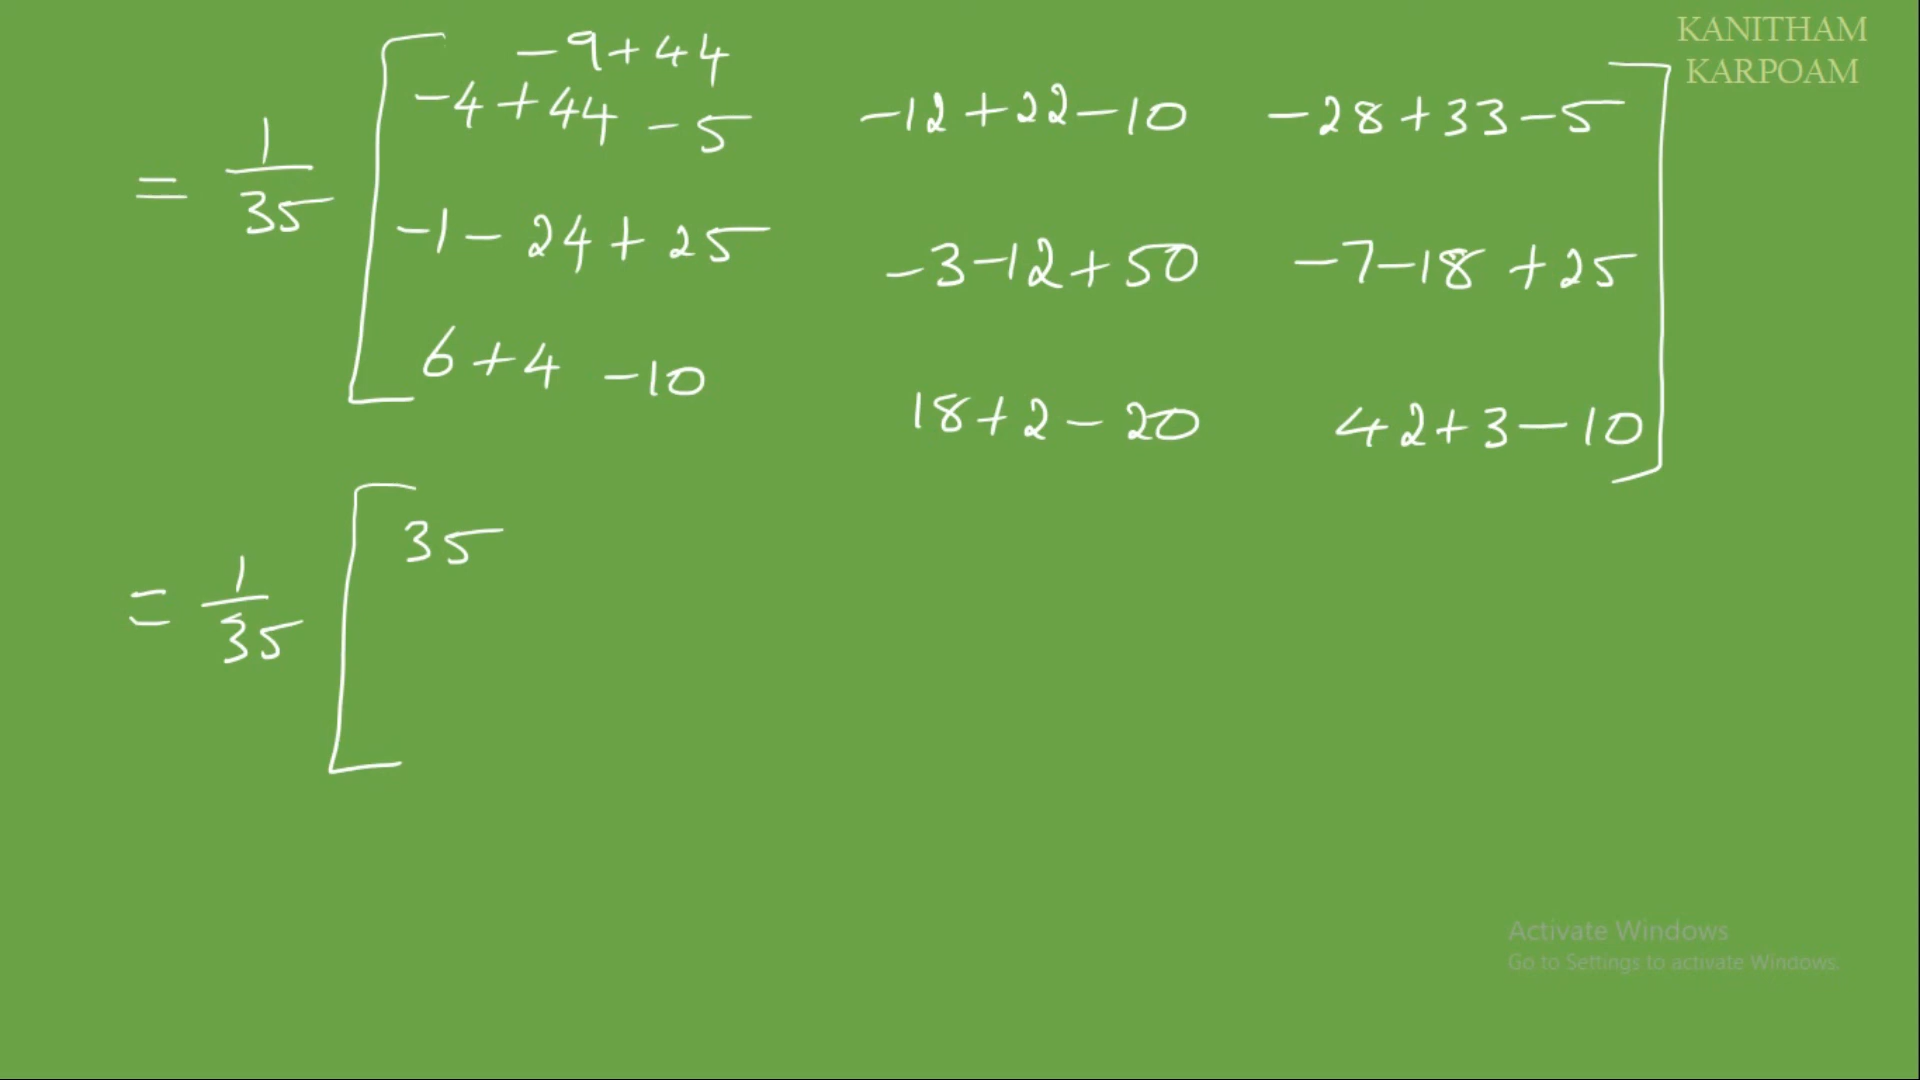 KANITHAM
KARPOAM
-9+44
= 1/35 [ -4+44-5 -12+22-10 -28+33-5
-1-24+25 -3-12+50 -7-18+25
6+4-10 18+2-20 42+3-10 ]
= 1/35 [ 35
Activate Windows
Go to Settings to activate Windows.